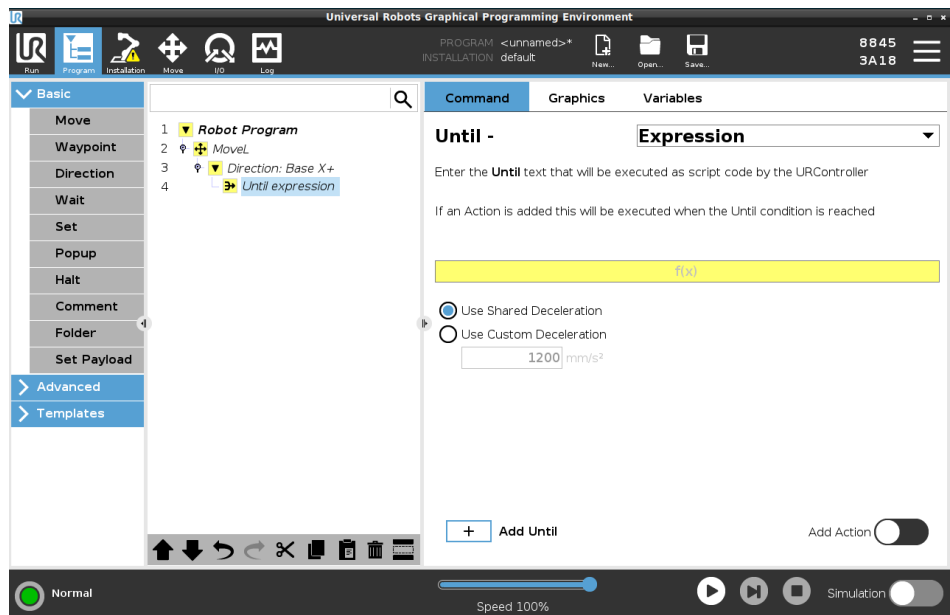 Universal Robots Graphical Programming Environment
UR
Run
Program
Installation
Move
I/O
Log
PROGRAM <unnamed>*
INSTALLATION default
New...
Open...
Save...
8845
3A18
Basic
Move
Waypoint
Direction
Wait
Set
Popup
Halt
Comment
Folder
Set Payload
Advanced
Templates
1 Robot Program
2 MoveL
3 Direction: Base X+
4 Until expression
Command Graphics Variables
Until - Expression
Enter the Until text that will be executed as script code by the URController
If an Action is added this will be executed when the Until condition is reached
f(x)
Use Shared Deceleration
Use Custom Deceleration
1200 mm/s²
+ Add Until
Add Action
Normal
Speed 100%
Simulation